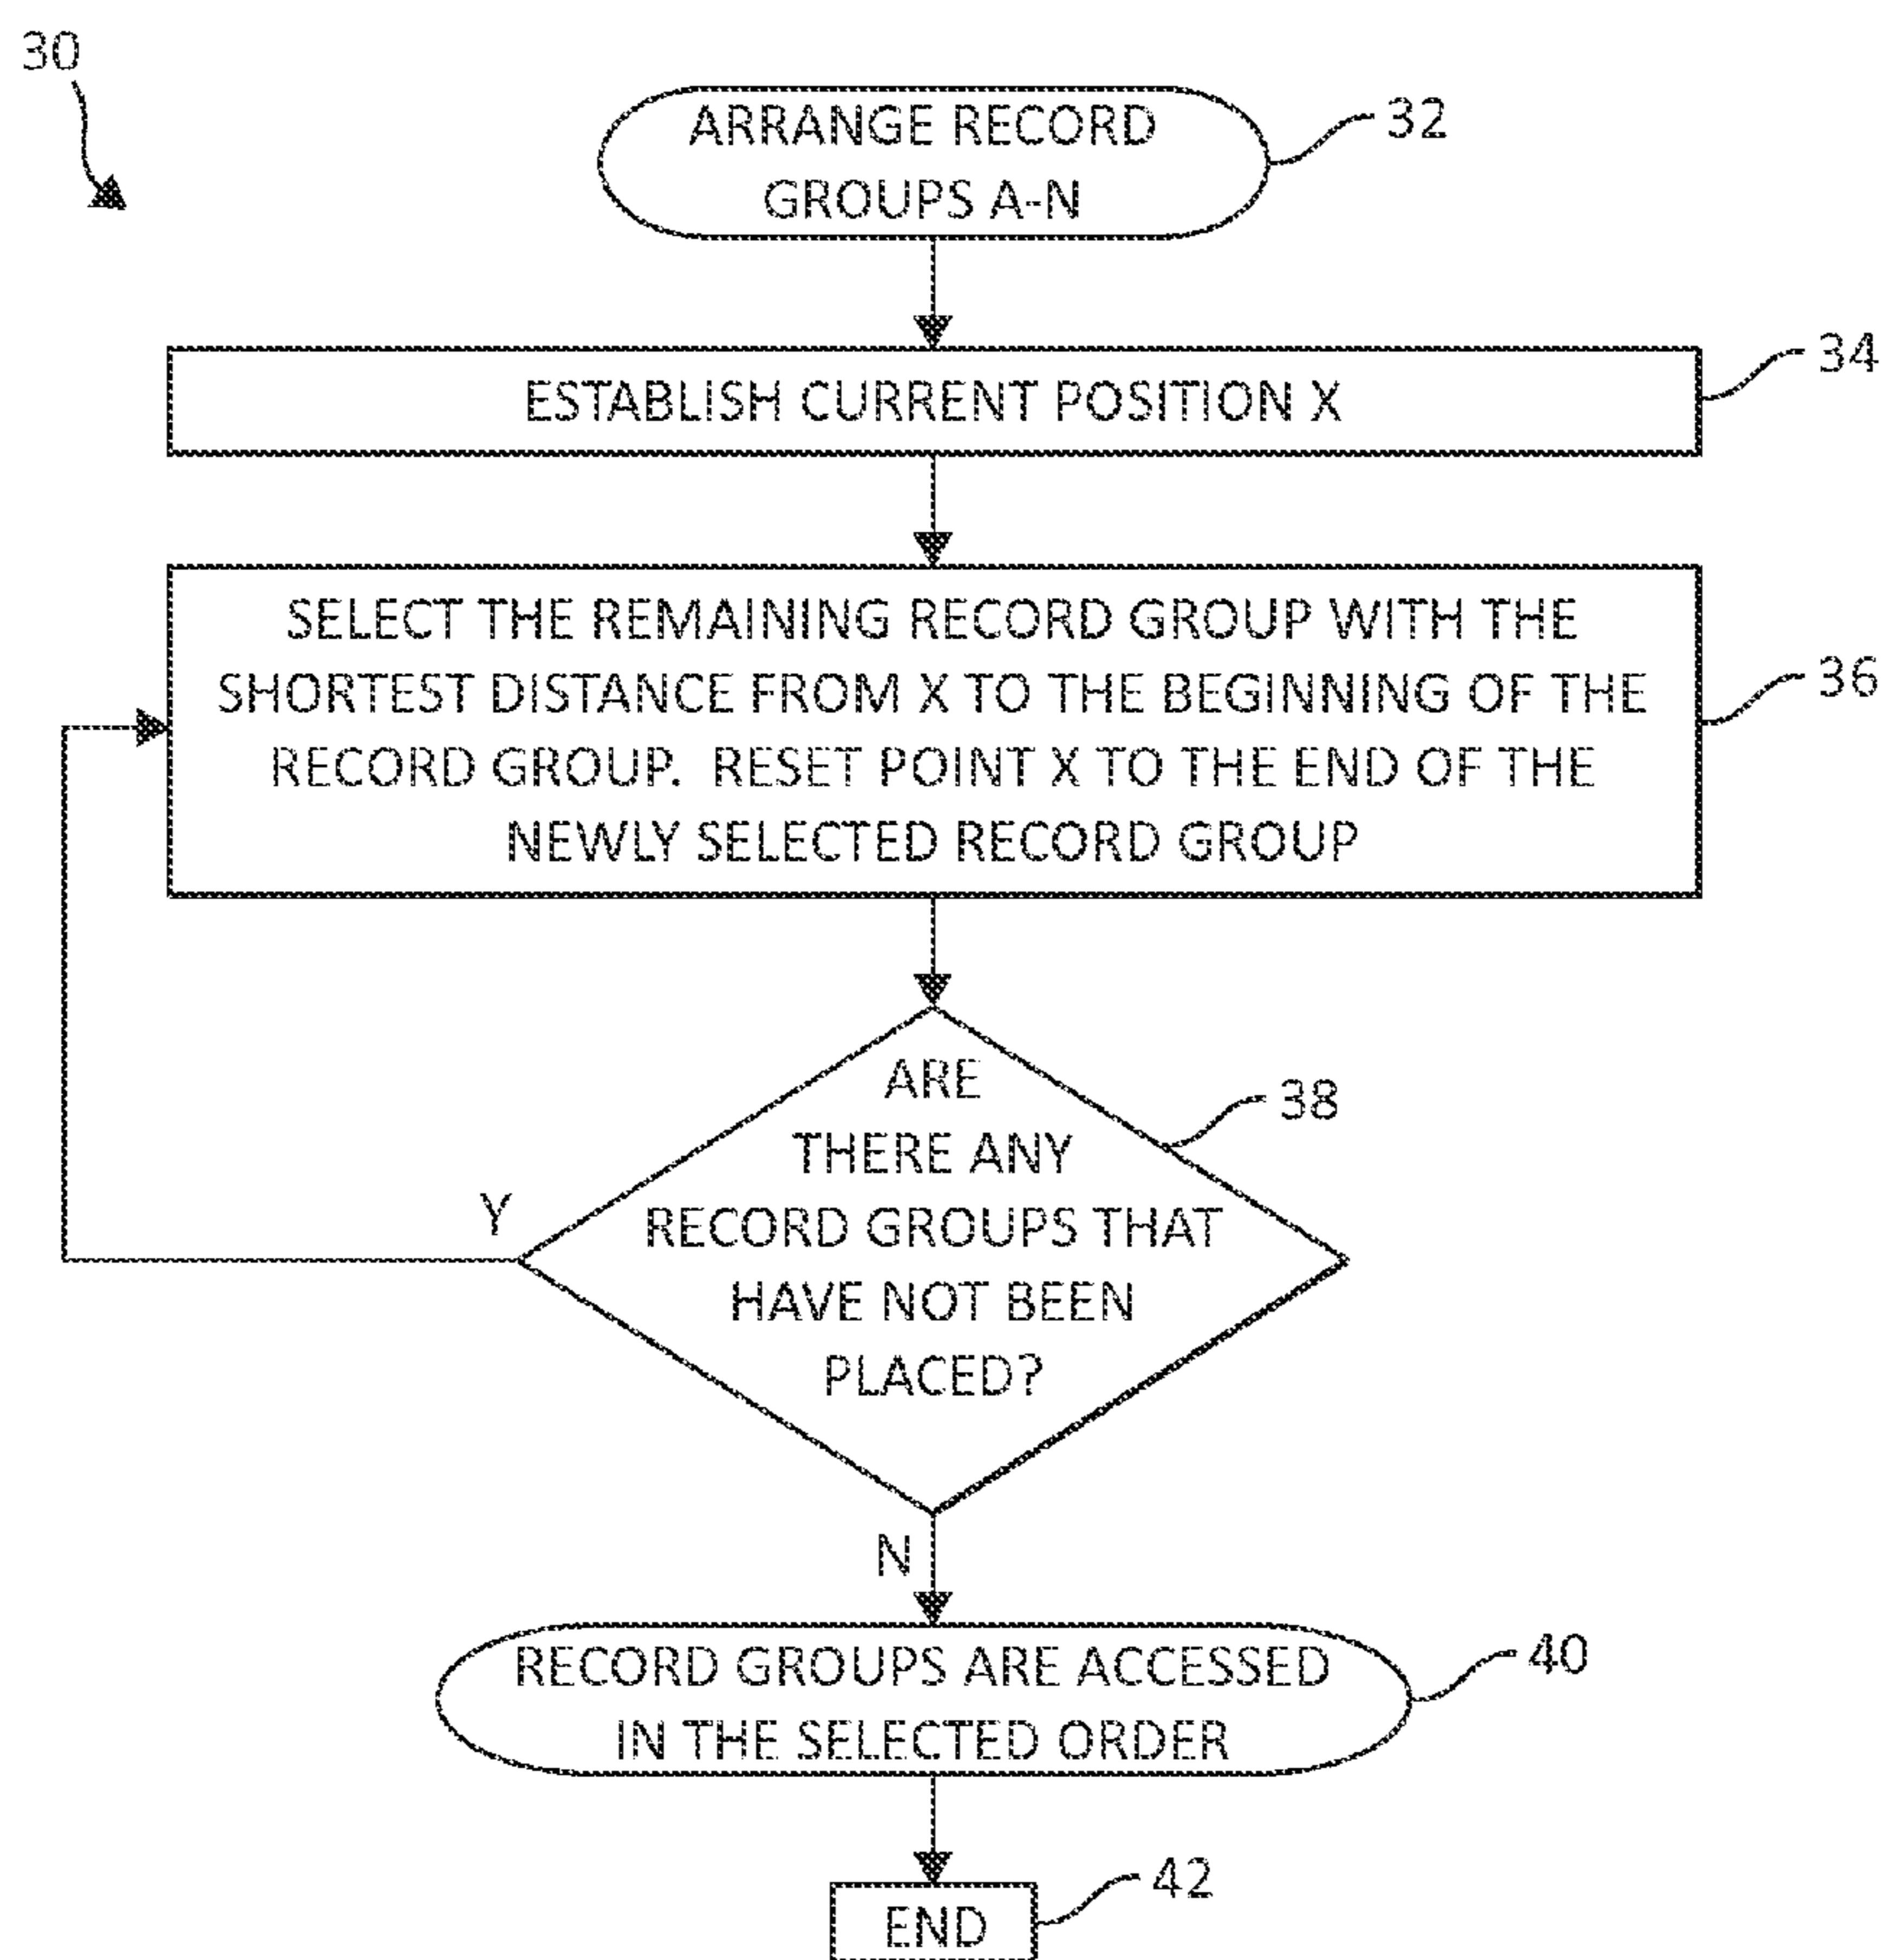 30
ARRANGE RECORD
GROUPS A-N
32
ESTABLISH CURRENT POSITION X
34
SELECT THE REMAINING RECORD GROUP WITH THE
SHORTEST DISTANCE FROM X TO THE BEGINNING OF THE
RECORD GROUP. RESET POINT X TO THE END OF THE
NEWLY SELECTED RECORD GROUP
36
ARE
THERE ANY
RECORD GROUPS THAT
HAVE NOT BEEN
PLACED?
38
Y
N
RECORD GROUPS ARE ACCESSED
IN THE SELECTED ORDER
40
END
42